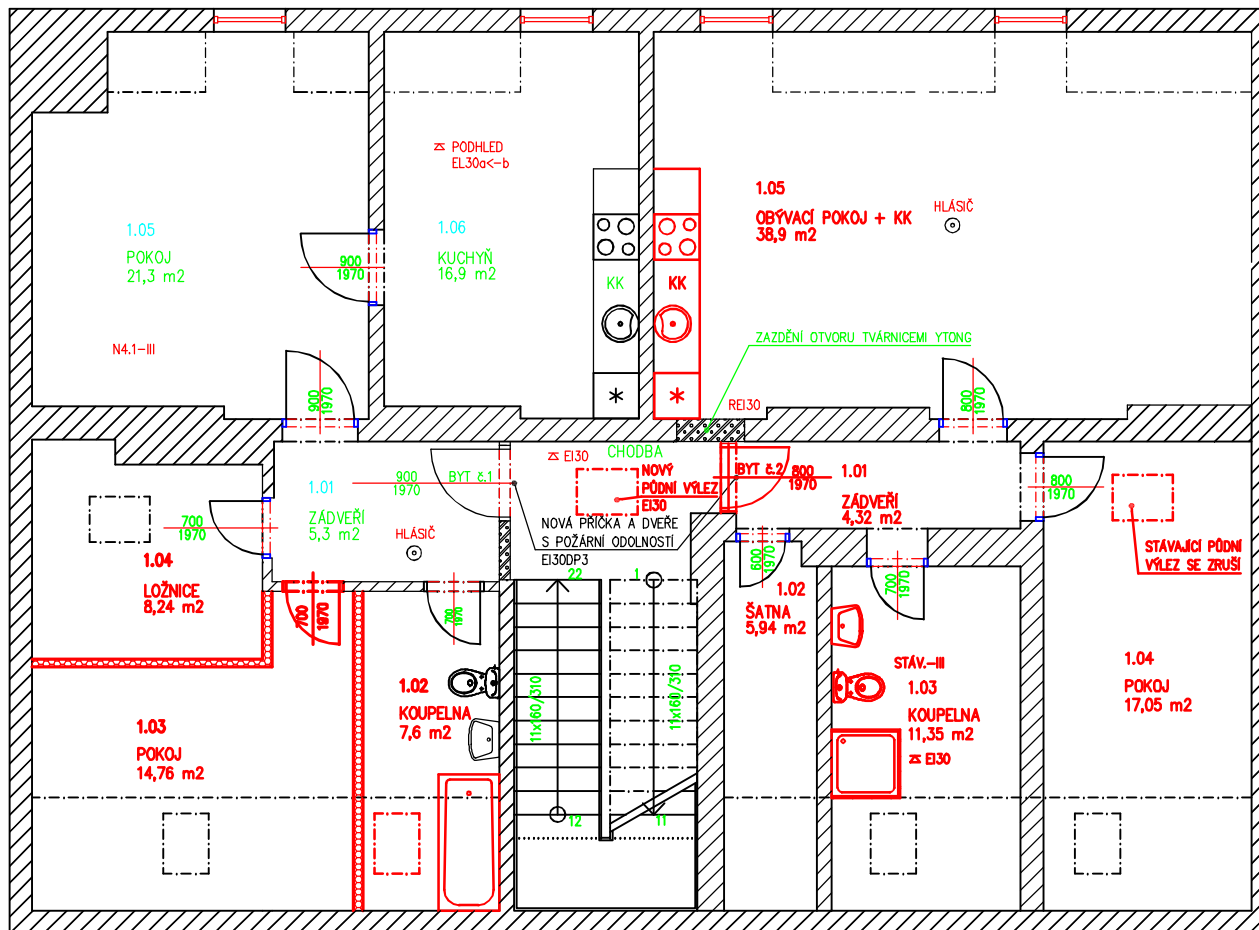 PODHLED
EL30a<-b
1.05
POKOJ
21,3 m2
1.06
KUCHYŇ
16,9 m2
1.05
OBÝVACÍ POKOJ + KK
38,9 m2
HLÁSIČ
900
1970
KK
KK
N4.1-III
ZAZDĚNÍ OTVORU TVÁRNICEMI YTONG
900
1970
REI30
800
1970
EI30
CHODBA
900
1970
BYT č.1
NOVÝ
PŮDNÍ VÝLEZ
EI30
BYT č.2
800
1970
1.01
ZÁDVEŘÍ
4,32 m2
800
1970
1.01
ZÁDVEŘÍ
5,3 m2
HLÁSIČ
700
1970
NOVÁ PŘÍČKA A DVEŘE
S POŽÁRNÍ ODOLNOSTÍ
EI30DP3
STÁVAJÍCÍ PŮDNÍ
VÝLEZ SE ZRUŠÍ
1.04
LOŽNICE
8,24 m2
22
1
600
1970
700
1970
1.02
ŠATNA
5,94 m2
700
1970
700
1970
1.02
KOUPELNA
7,6 m2
11x160/310
11x160/310
STÁV.-III
1.03
KOUPELNA
11,35 m2
EI30
1.04
POKOJ
17,05 m2
1.03
POKOJ
14,76 m2
12
11